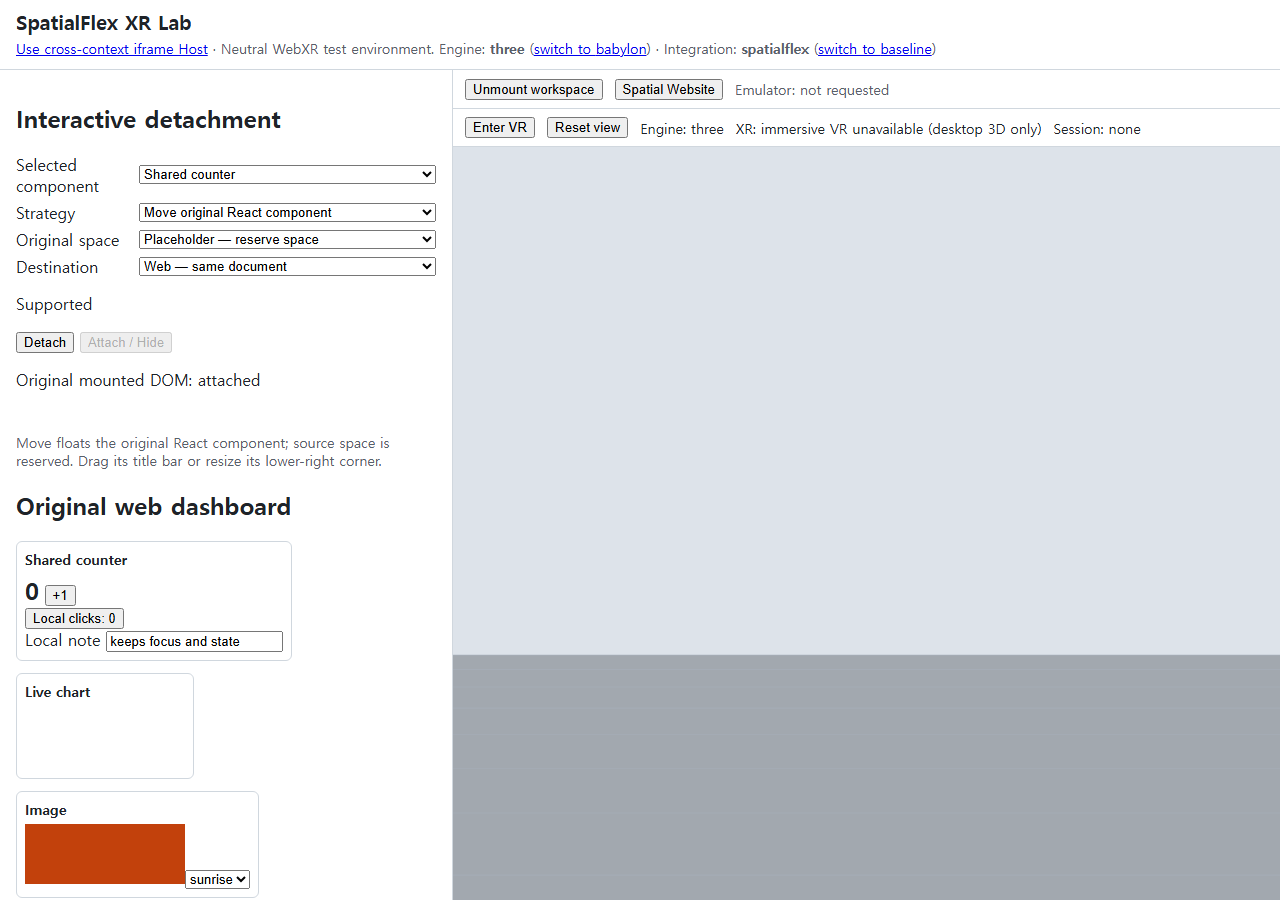 SpatialFlex XR Lab
Use cross-context iframe Host · Neutral WebXR test environment. Engine: three (switch to babylon) · Integration: spatialflex (switch to baseline)
Unmount workspace Spatial Website Emulator: not requested
Enter VR Reset view Engine: three XR: immersive VR unavailable (desktop 3D only) Session: none
Interactive detachment
Selected component Shared counter
Strategy Move original React component
Original space Placeholder — reserve space
Destination Web — same document
Supported
Detach Attach / Hide
Original mounted DOM: attached
Move floats the original React component; source space is
reserved. Drag its title bar or resize its lower-right corner.
Original web dashboard
Shared counter
0 +1
Local clicks: 0
Local note keeps focus and state
Live chart
Image
sunrise